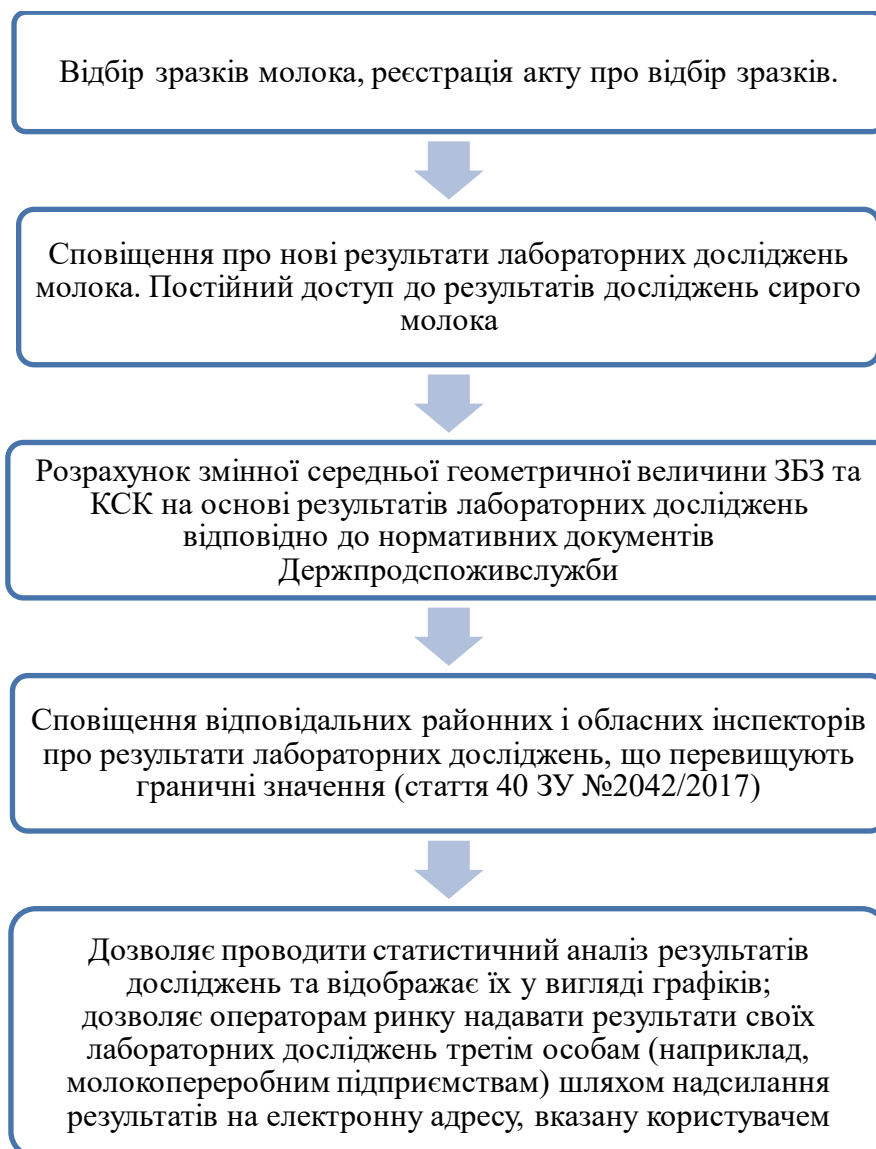 Відбір зразків молока, реєстрація акту про відбір зразків.
Сповіщення про нові результати лабораторних досліджень
молока. Постійний доступ до результатів досліджень сирого
молока
Розрахунок змінної середньої геометричної величини ЗБЗ та
КСК на основі результатів лабораторних досліджень
відповідно до нормативних документів
Держпродспоживслужби
Сповіщення відповідальних районних і обласних інспекторів
про результати лабораторних досліджень, що перевищують
граничні значення (стаття 40 ЗУ №2042/2017)
Дозволяє проводити статистичний аналіз результатів
досліджень та відображає їх у вигляді графіків;
дозволяє операторам ринку надавати результати своїх
лабораторних досліджень третім особам (наприклад,
молокопереробним підприємствам) шляхом надсилання
результатів на електронну адресу, вказану користувачем